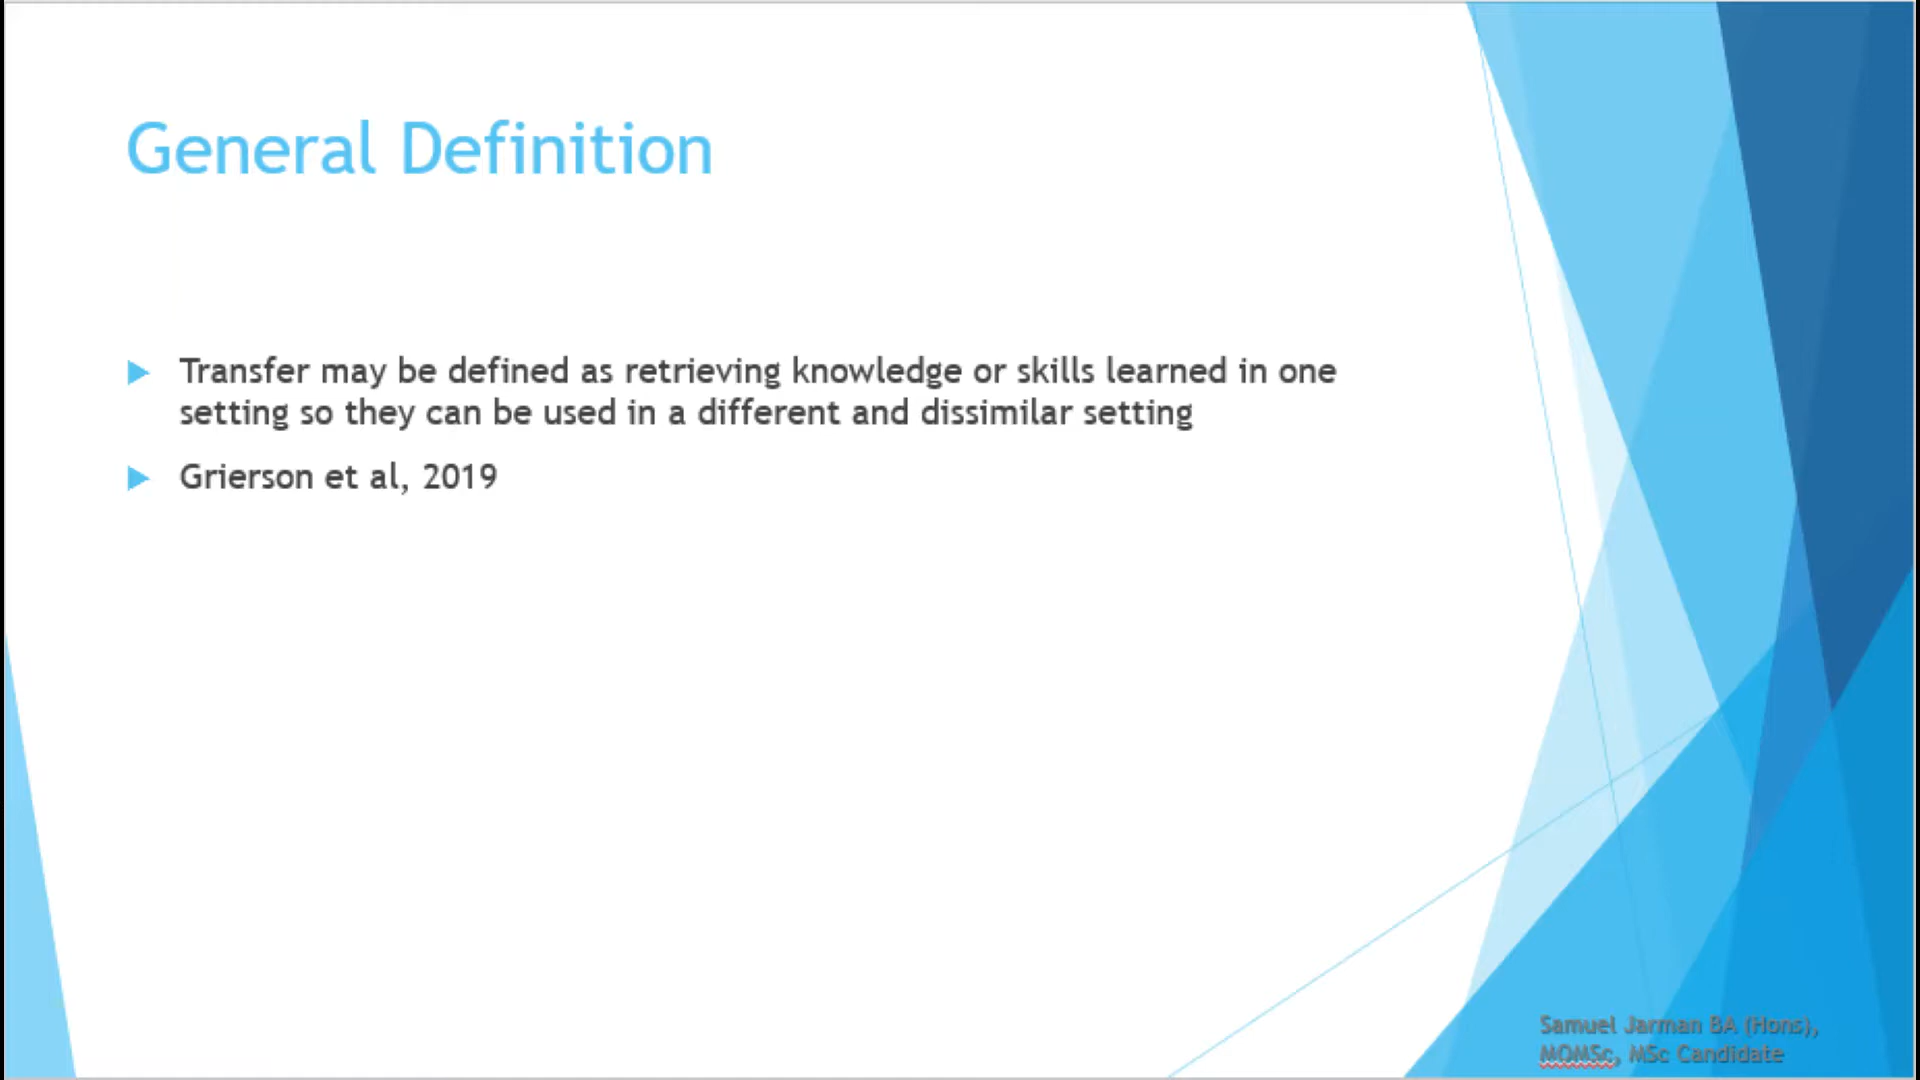 General Definition
Transfer may be defined as retrieving knowledge or skills learned in one
setting so they can be used in a different and dissimilar setting
Grierson et al, 2019
Samuel Jarman BA (Hons),
MOMSc, MSc Candidate